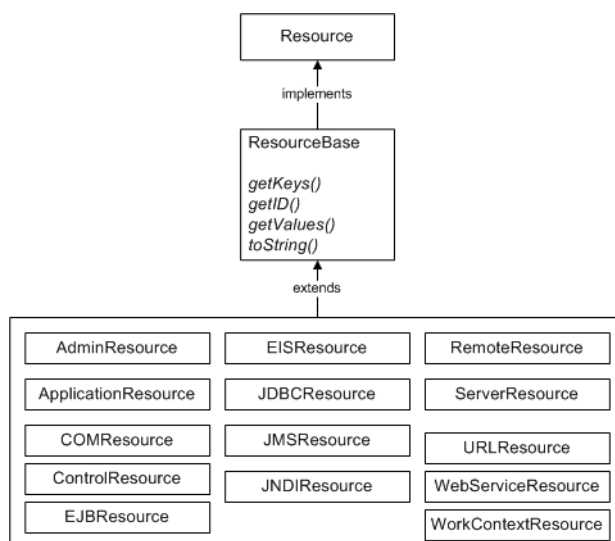 Resource
implements
ResourceBase
getKeys()
getID()
getValues()
toString()
extends
AdminResource
EISResource
RemoteResource
ApplicationResource
JDBCResource
ServerResource
COMResource
JMSResource
URLResource
ControlResource
JNDIResource
WebServiceResource
EJBResource
WorkContextResource